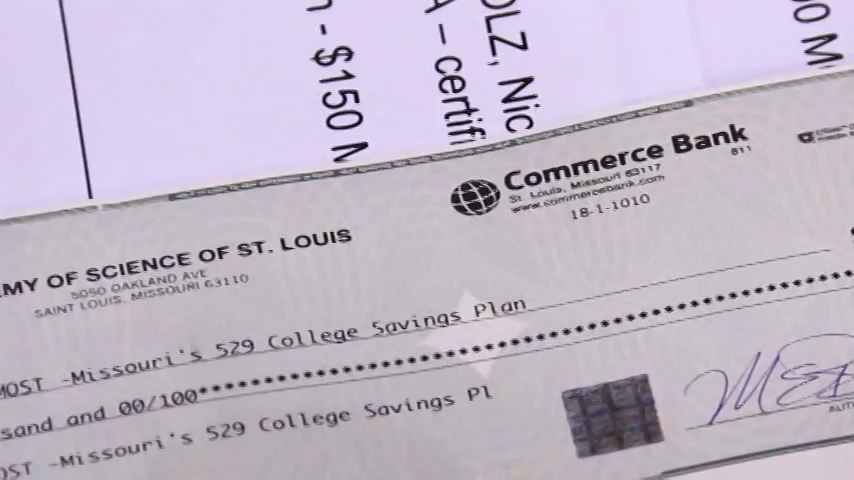 - $150 M
A – certifi
OLZ, Nic
0 M
Commerce Bank
St. Louis, Missouri 63117
www.commercebank.com
811
18-1-1010
MY OF SCIENCE OF ST. LOUIS
5050 OAKLAND AVE
SAINT LOUIS, MISSOURI 63110
MOST -Missouri's 529 College Savings Plan
sand and 00/100
OST -Missouri's 529 College Savings Pl